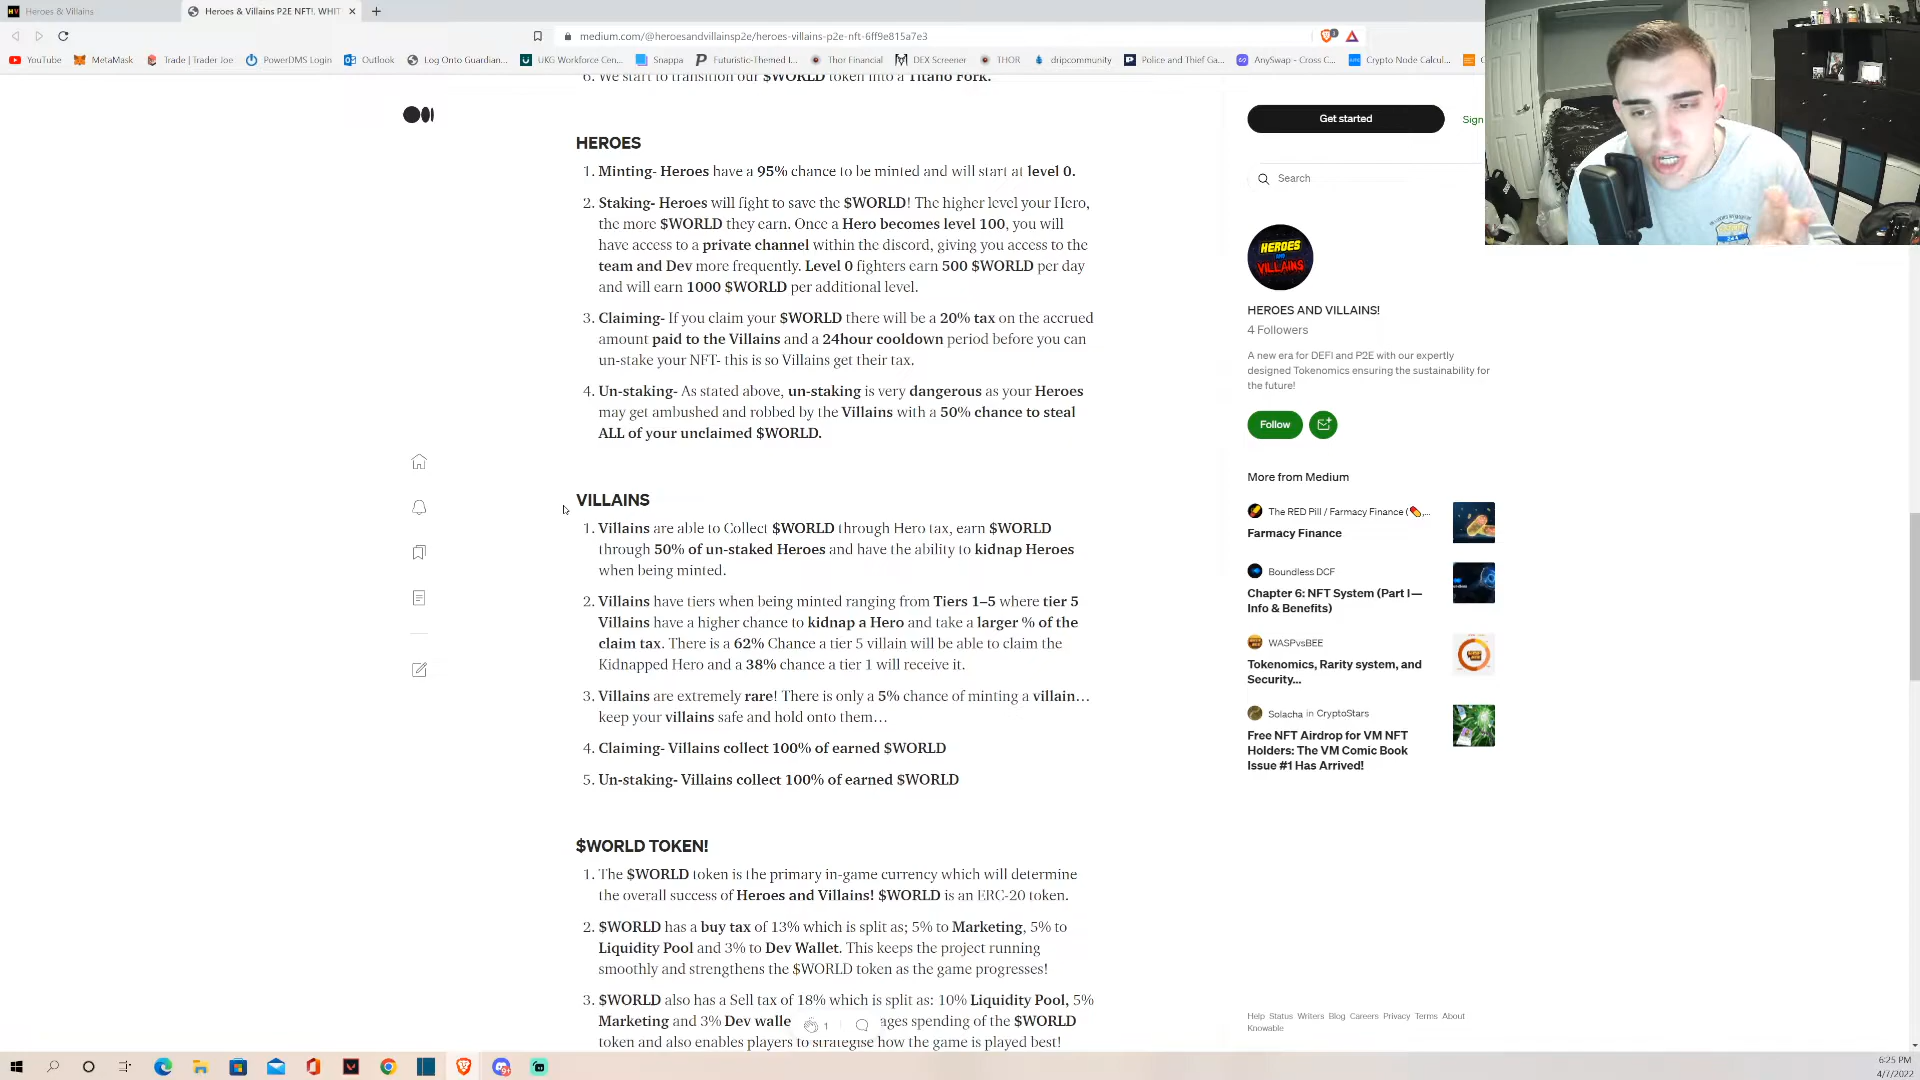 Heroes & Villains
Heroes & Villains P2E NFT!. WHIT
medium.com/@heroesandvillainsp2e/heroes-villains-p2e-nft-6ff9e815a7e3
YouTube
MetaMask
Trade | Trader Joe
PowerDMS Login
Outlook
Log Onto Guardian...
UKG Workforce Cen...
Snappa
Futuristic-Themed I...
Thor Financial
DEX Screener
THOR
dripcommunity
Police and Thief Ga...
AnySwap - Cross C...
Crypto Node Calcul...
6. We start to transition our $WORLD token into a Titano Fork.
HEROES
1. Minting- Heroes have a 95% chance to be minted and will start at level 0.
2. Staking- Heroes will fight to save the $WORLD! The higher level your Hero,
the more $WORLD they earn. Once a Hero becomes level 100, you will
have access to a private channel within the discord, giving you access to the
team and Dev more frequently. Level 0 fighters earn 500 $WORLD per day
and will earn 1000 $WORLD per additional level.
3. Claiming- If you claim your $WORLD there will be a 20% tax on the accrued
amount paid to the Villains and a 24hour cooldown period before you can
un-stake your NFT- this is so Villains get their tax.
4. Un-staking- As stated above, un-staking is very dangerous as your Heroes
may get ambushed and robbed by the Villains with a 50% chance to steal
ALL of your unclaimed $WORLD.
VILLAINS
1. Villains are able to Collect $WORLD through Hero tax, earn $WORLD
through 50% of un-staked Heroes and have the ability to kidnap Heroes
when being minted.
2. Villains have tiers when being minted ranging from Tiers 1–5 where tier 5
Villains have a higher chance to kidnap a Hero and take a larger % of the
claim tax. There is a 62% Chance a tier 5 villain will be able to claim the
Kidnapped Hero and a 38% chance a tier 1 will receive it.
3. Villains are extremely rare! There is only a 5% chance of minting a villain…
keep your villains safe and hold onto them…
4. Claiming- Villains collect 100% of earned $WORLD
5. Un-staking- Villains collect 100% of earned $WORLD
$WORLD TOKEN!
1. The $WORLD token is the primary in-game currency which will determine
the overall success of Heroes and Villains! $WORLD is an ERC-20 token.
2. $WORLD has a buy tax of 13% which is split as; 5% to Marketing, 5% to
Liquidity Pool and 3% to Dev Wallet. This keeps the project running
smoothly and strengthens the $WORLD token as the game progresses!
3. $WORLD also has a Sell tax of 18% which is split as: 10% Liquidity Pool, 5%
Marketing and 3% Dev walle ages spending of the $WORLD
token and also enables players to strategise how the game is played best!
1
Get started
Sign
Search
HEROES
AND
VILLAINS
HEROES AND VILLAINS!
4 Followers
A new era for DEFI and P2E with our expertly
designed Tokenomics ensuring the sustainability for
the future!
Follow
More from Medium
The RED Pill / Farmacy Finance (💊,...
Farmacy Finance
Boundless DCF
Chapter 6: NFT System (Part I—
Info & Benefits)
WASPvsBEE
Tokenomics, Rarity system, and
Security...
Solacha in CryptoStars
Free NFT Airdrop for VM NFT
Holders: The VM Comic Book
Issue #1 Has Arrived!
Help Status Writers Blog Careers Privacy Terms About
Knowable
6:25 PM
4/7/2022